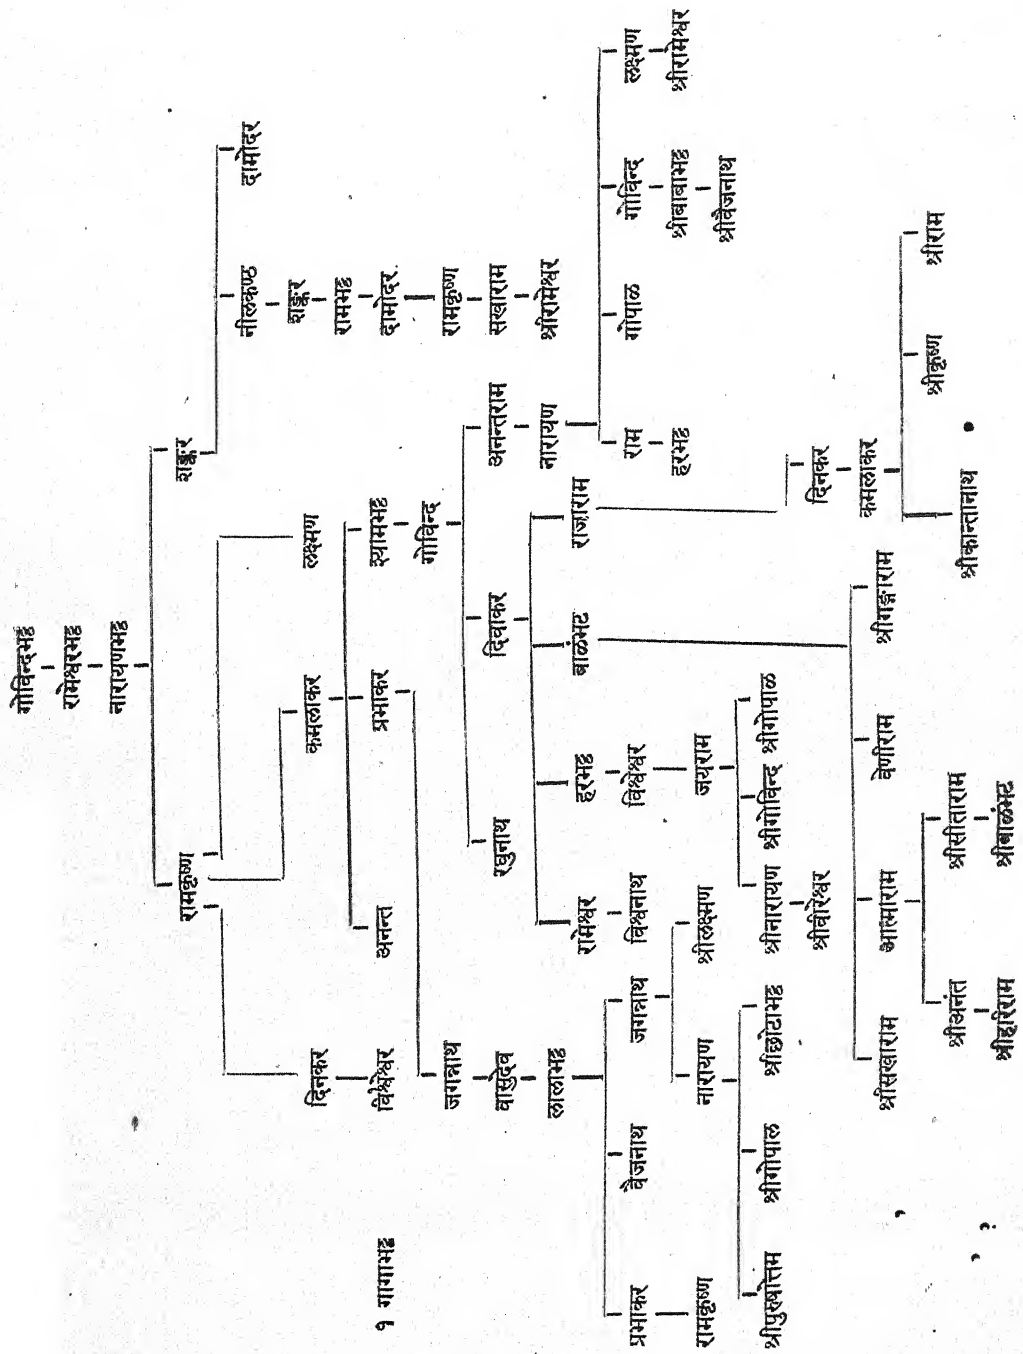 गोविन्दभट्ट
रामेश्वरभट्ट
नारायणभट्ट
रामकृष्ण शङ्कर
नीलकण्ठ दामोदर
दिनकर कमलाकर लक्ष्मण शङ्कर
विश्वेश्वर अनन्त प्रभाकर श्यामभट्ट रामभट्ट
१ गागाभट्ट दामोदर
जगन्नाथ गोविन्द रामकृष्ण
वासुदेव रघुनाथ दिवाकर अनन्तराम सखाराम
लालाभट्ट नारायण श्रीरामेश्वर
रामेश्वर हरभट्ट बाळंभट राजाराम
प्रभाकर वैजनाथ जगन्नाथ विश्वनाथ विश्वेश्वर राम गोपाळ गोविन्द लक्ष्मण
रामकृष्ण नारायण श्रीलक्ष्मण जयराम हरभट्ट श्रीबाबाभट्ट श्रीरामेश्वर
श्रीवैजनाथ
श्रीपुरुषोत्तम श्रीगोपाल श्रीछोटाभट्ट श्रीनारायण श्रीगोविन्द श्रीगोपाळ
श्रीवीरेश्वर दिनकर
कमलाकर
श्रीसखाराम आत्माराम वेणीराम श्रीगङ्गाराम
श्रीकान्तानाथ श्रीकृष्ण श्रीराम
श्रीअनंत श्रीसीताराम
श्रीहरिराम श्रीबाळंभट